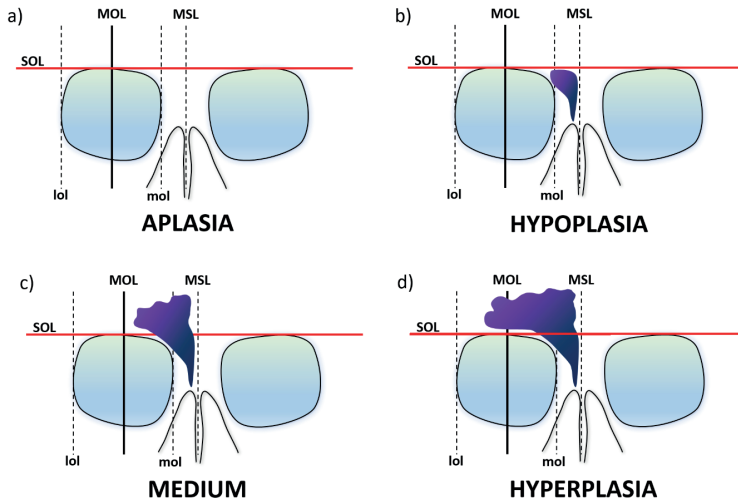 a)
MOL
MSL
SOL
lol
mol
APLASIA
b)
MOL
MSL
SOL
lol
mol
HYPOPLASIA
c)
MOL
MSL
SOL
lol
mol
MEDIUM
d)
MOL
MSL
SOL
lol
mol
HYPERPLASIA